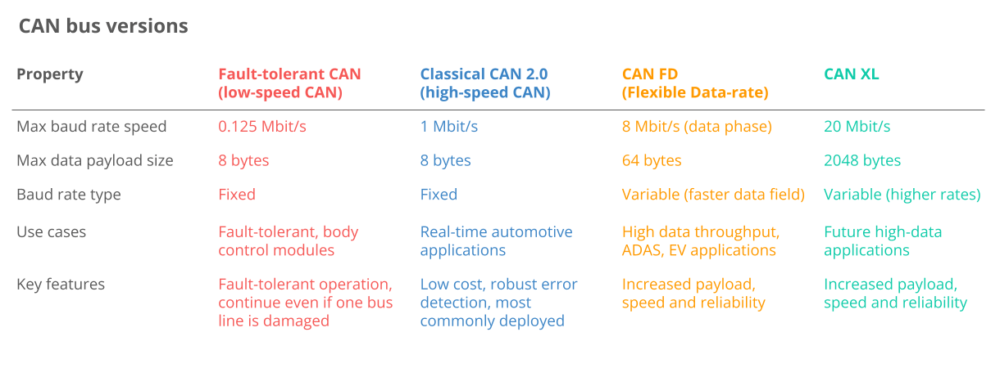 CAN bus versions
Property
Fault-tolerant CAN
(low-speed CAN)
Classical CAN 2.0
(high-speed CAN)
CAN FD
(Flexible Data-rate)
CAN XL
Max baud rate speed
0.125 Mbit/s
1 Mbit/s
8 Mbit/s (data phase)
20 Mbit/s
Max data payload size
8 bytes
8 bytes
64 bytes
2048 bytes
Baud rate type
Fixed
Fixed
Variable (faster data field)
Variable (higher rates)
Use cases
Fault-tolerant, body
control modules
Real-time automotive
applications
High data throughput,
ADAS, EV applications
Future high-data
applications
Key features
Fault-tolerant operation,
continue even if one bus
line is damaged
Low cost, robust error
detection, most
commonly deployed
Increased payload,
speed and reliability
Increased payload,
speed and reliability